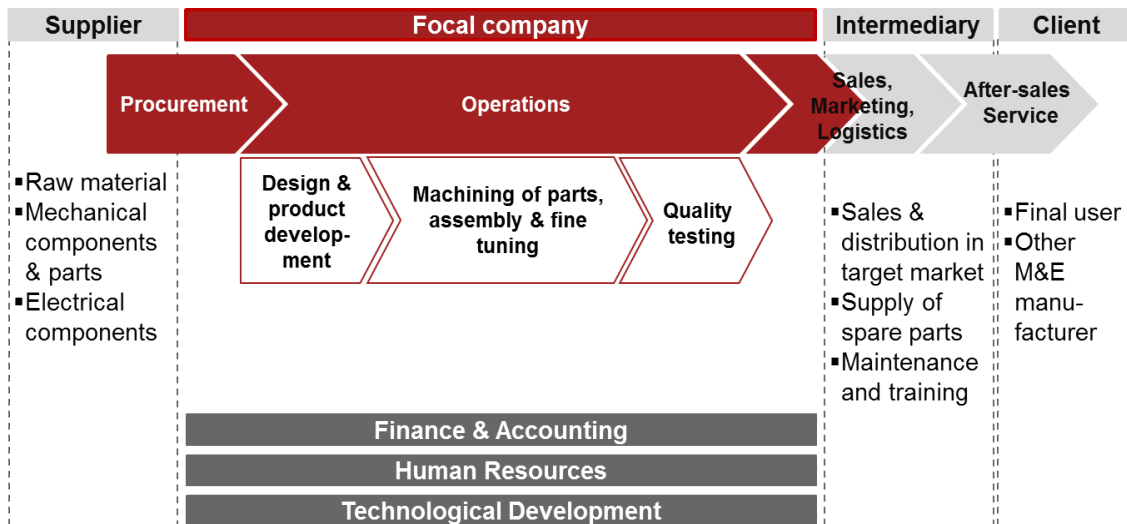 Supplier
Focal company
Intermediary
Client
Procurement
Operations
Sales,
Marketing,
Logistics
After-sales
Service
▪Raw material
▪Mechanical
components
& parts
▪Electrical
components
Design &
product
develop-
ment
Machining of parts,
assembly & fine
tuning
Quality
testing
▪Sales &
distribution in
target market
▪Supply of
spare parts
▪Maintenance
and training
▪Final user
▪Other
M&E
manu-
facturer
Finance & Accounting
Human Resources
Technological Development